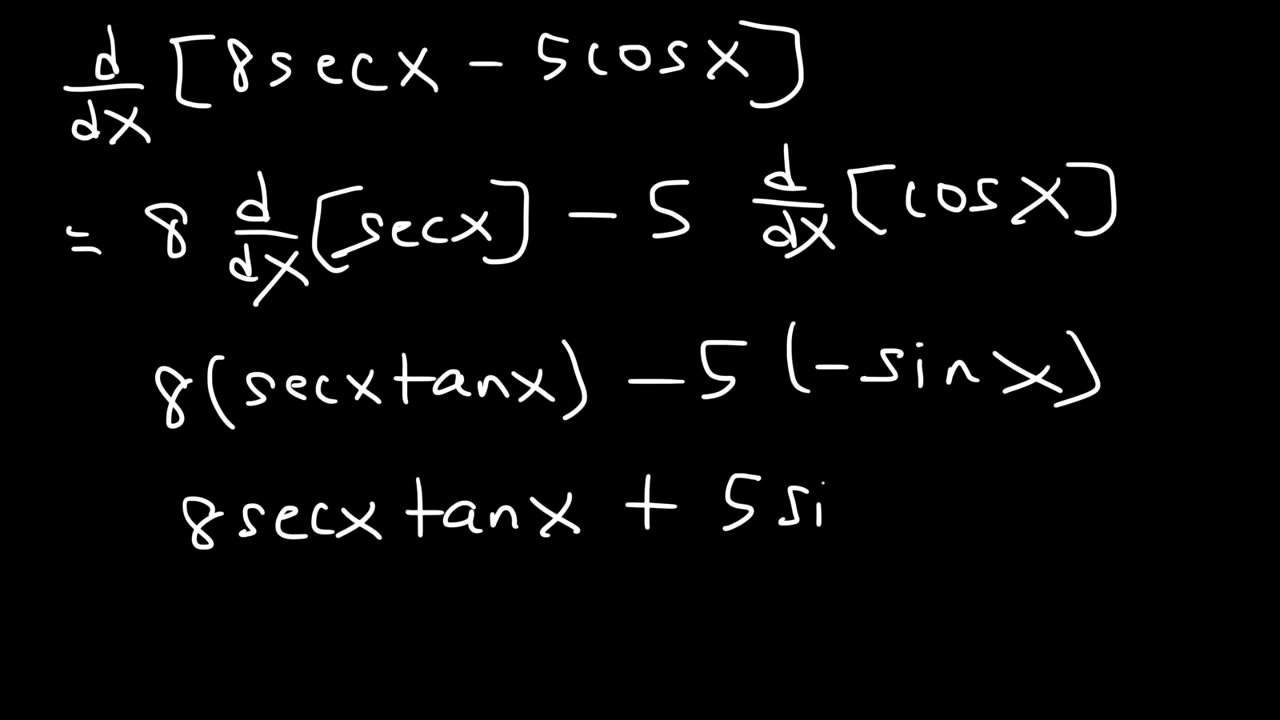 d/dx [8secx - 5cosx]
= 8 d/dx [secx] - 5 d/dx [cosx]
8(secxtanx) - 5(-sinx)
8secxtanx + 5si